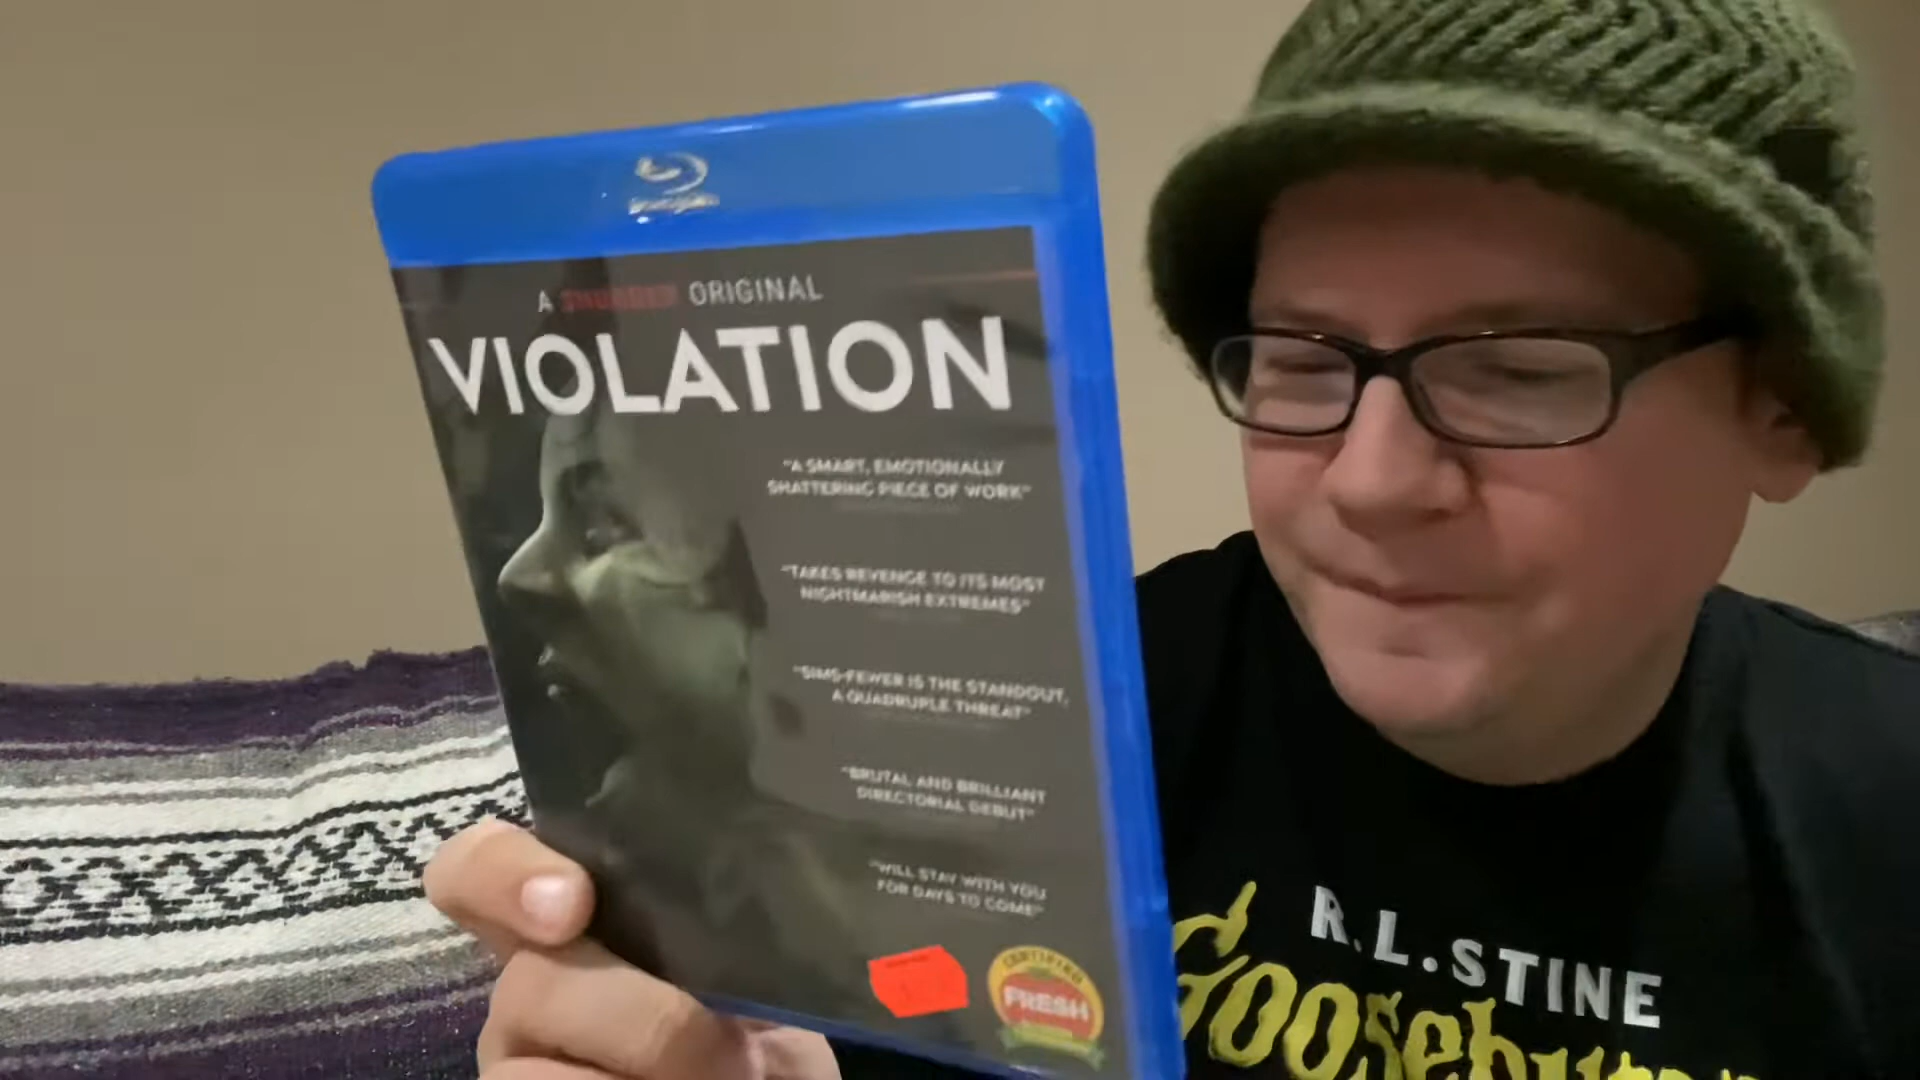 A SHUDDER ORIGINAL
VIOLATION
"A SMART, EMOTIONALLY
SHATTERING PIECE OF WORK"
"TAKES REVENGE TO ITS MOST
NIGHTMARISH EXTREMES"
"SIMS-FEWER IS THE STANDOUT,
A QUADRUPLE THREAT"
"BRUTAL AND BRILLIANT
DIRECTORIAL DEBUT"
"WILL STAY WITH YOU
FOR DAYS TO COME"
CERTIFIED
FRESH
R.L.STINE
Goosebum